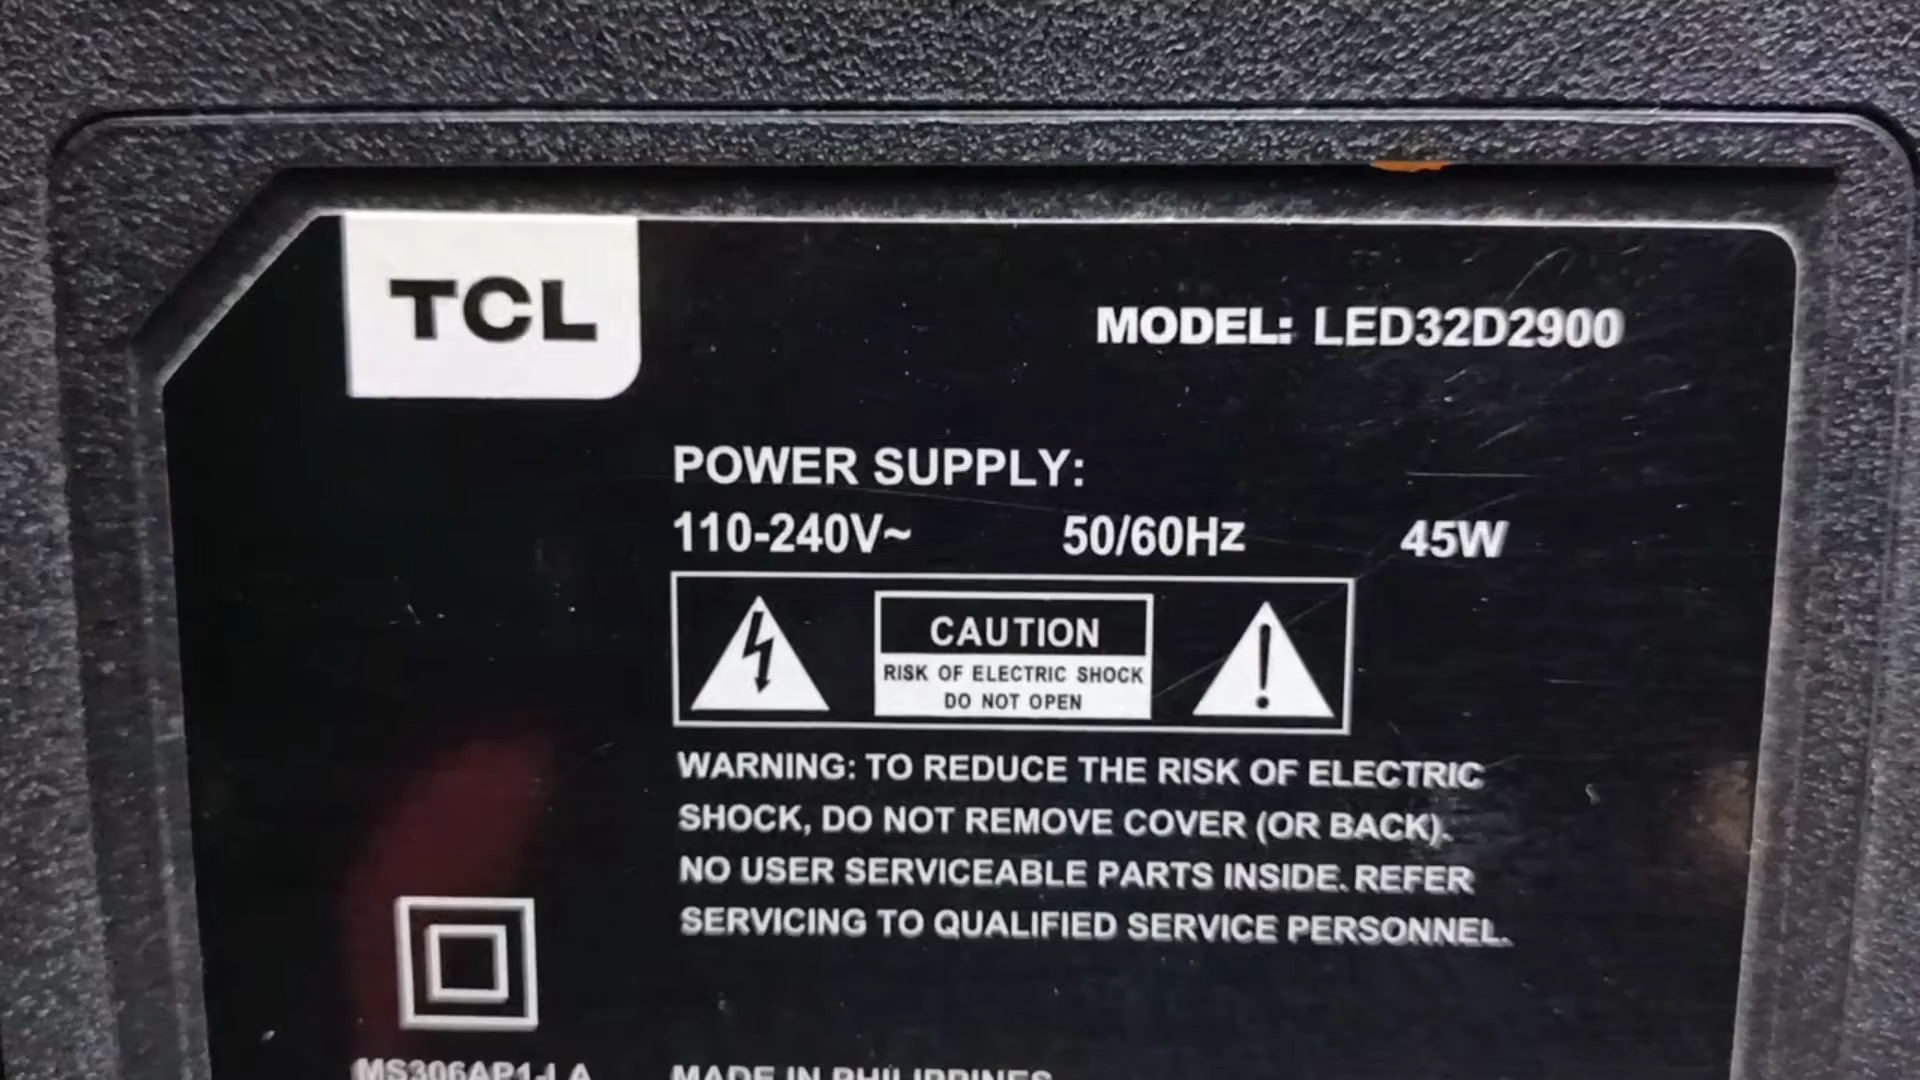 TCL
MODEL: LED32D2900
POWER SUPPLY:
110-240V~ 50/60Hz 45W
CAUTION
RISK OF ELECTRIC SHOCK
DO NOT OPEN
WARNING: TO REDUCE THE RISK OF ELECTRIC
SHOCK, DO NOT REMOVE COVER (OR BACK).
NO USER SERVICEABLE PARTS INSIDE. REFER
SERVICING TO QUALIFIED SERVICE PERSONNEL.
MS306AP1-LA MADE IN PHILIPPINES